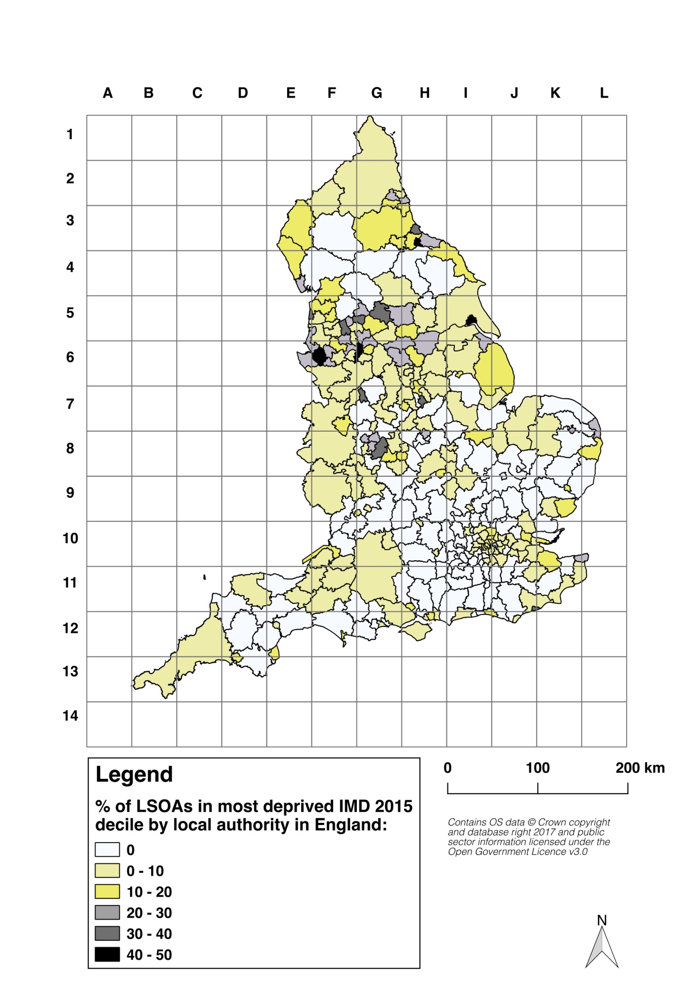 A B C D E F G H I J K L
1
2
3
4
5
6
7
8
9
10
11
12
13
14
Legend
% of LSOAs in most deprived IMD 2015
decile by local authority in England:
0
0 - 10
10 - 20
20 - 30
30 - 40
40 - 50
0 100 200 km
Contains OS data © Crown copyright
and database right 2017 and public
sector information licensed under the
Open Government Licence v3.0
N